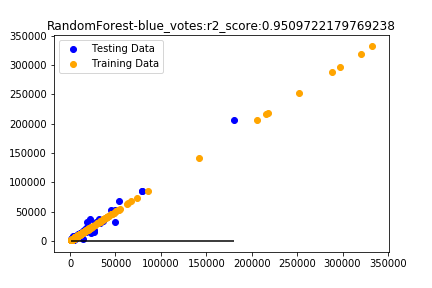 RandomForest-blue_votes:r2_score:0.9509722179769238
Testing Data
Training Data
350000
300000
250000
200000
150000
100000
50000
0
0 50000 100000 150000 200000 250000 300000 350000